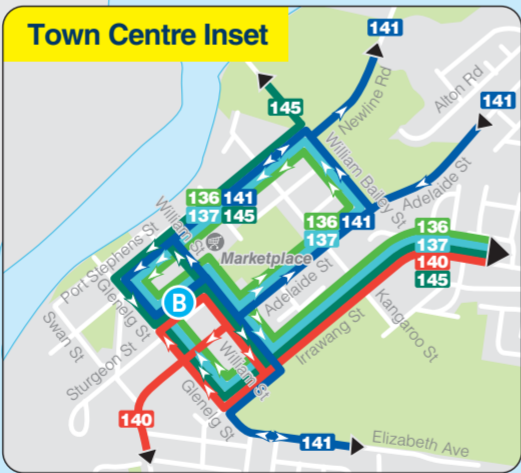 Town Centre Inset
141
145
Newline Rd
Alton Rd
141
William Bailey St
Adelaide St
136 141
137 145
136 141
137
William St
Marketplace
Port Stephens St
Adelaide St
136
137
140
145
B
Glenelg St
Swan St
Sturgeon St
Irrawang St
Kangaroo St
William St
Glenelg St
140
141
Elizabeth Ave